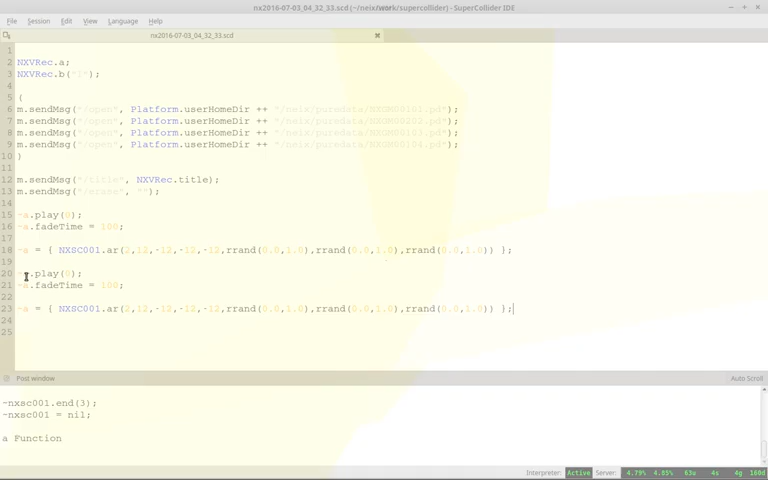 nx2016-07-03_04_32_33.scd (~/neix/work/supercollider) - SuperCollider IDE
File Session Edit View Language Help
nx2016-07-03_04_32_33.scd
1
2 NXVRec.a;
3 NXVRec.b("1");
4
5 (
6 m.sendMsg("/open", Platform.userHomeDir ++ "/neix/puredata/NXGM00101.pd");
7 m.sendMsg("/open", Platform.userHomeDir ++
8 m.sendMsg("/open", Platform.userHomeDir ++ "/neix/puredata/NXGM00103.pd");
9 m.sendMsg("/open", Platform.userHomeDir ++ "/neix/puredata/NXGM00104.pd");
10 )
11
12 m.sendMsg("/title", NXVRec.title);
13 m.sendMsg("/erase", "");
14
15 ~a.play(0);
16 ~a.fadeTime = 100;
17
18 ~a = { NXSC001.ar(2,12,-12,-12,-12,rrand(0.0,1.0),rrand(0.0,1.0),rrand(0.0,1.0)) };
19
20 ~a.play(0);
21 ~a.fadeTime = 100;
22
23 ~a = { NXSC001.ar(2,12,-12,-12,-12,rrand(0.0,1.0),rrand(0.0,1.0),rrand(0.0,1.0)) };
24
25
Post window Auto Scroll
~nxsc001.end(3);
~nxsc001 = nil;
a Function
Interpreter: Active Server: 4.79% 4.85% 63u 4s 4g 160d